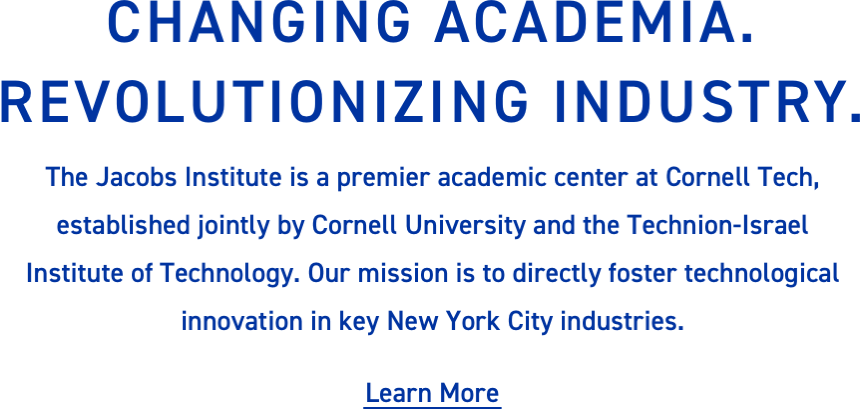 CHANGING ACADEMIA.
REVOLUTIONIZING INDUSTRY.
The Jacobs Institute is a premier academic center at Cornell Tech,
established jointly by Cornell University and the Technion-Israel
Institute of Technology. Our mission is to directly foster technological
innovation in key New York City industries.
Learn More